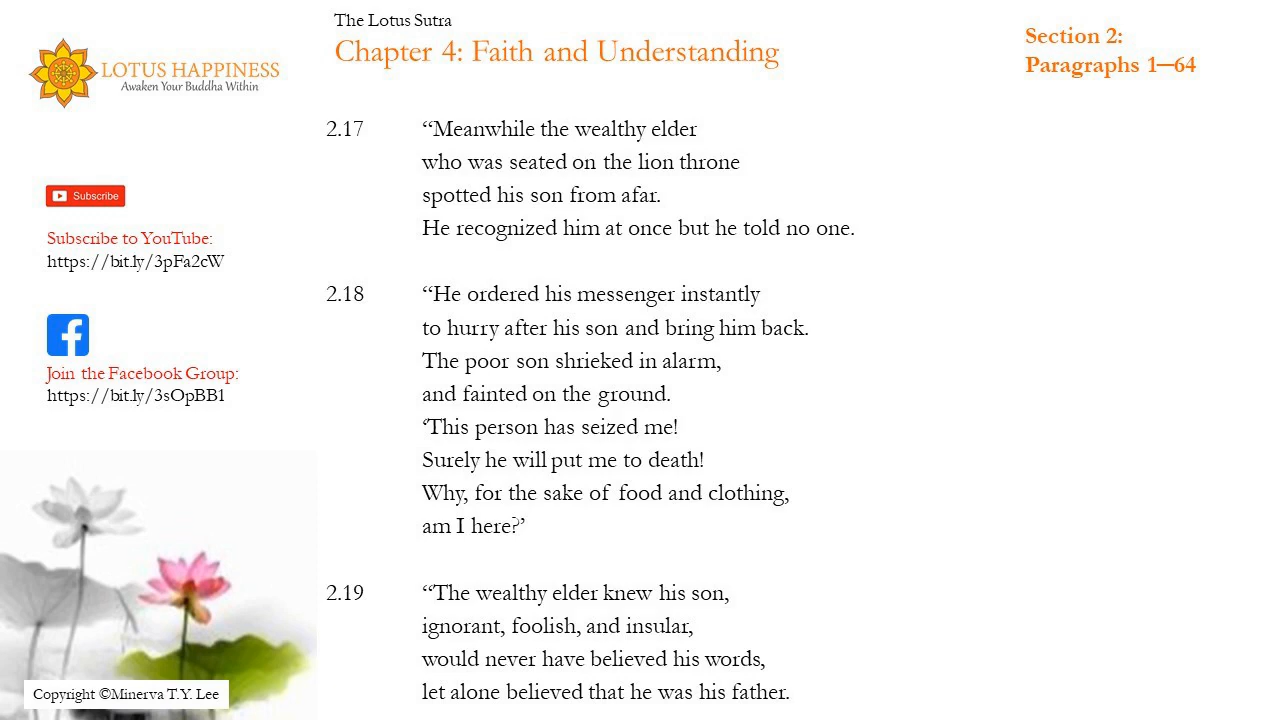 The Lotus Sutra
Chapter 4: Faith and Understanding
Section 2:
Paragraphs 1—64
LOTUS HAPPINESS
Awaken Your Buddha Within
Subscribe
Subscribe to YouTube:
https://bit.ly/3pFa2cW
Join the Facebook Group:
https://bit.ly/3sOpBB1
2.17 “Meanwhile the wealthy elder
who was seated on the lion throne
spotted his son from afar.
He recognized him at once but he told no one.
2.18 “He ordered his messenger instantly
to hurry after his son and bring him back.
The poor son shrieked in alarm,
and fainted on the ground.
‘This person has seized me!
Surely he will put me to death!
Why, for the sake of food and clothing,
am I here?’
2.19 “The wealthy elder knew his son,
ignorant, foolish, and insular,
would never have believed his words,
let alone believed that he was his father.
Copyright ©Minerva T.Y. Lee